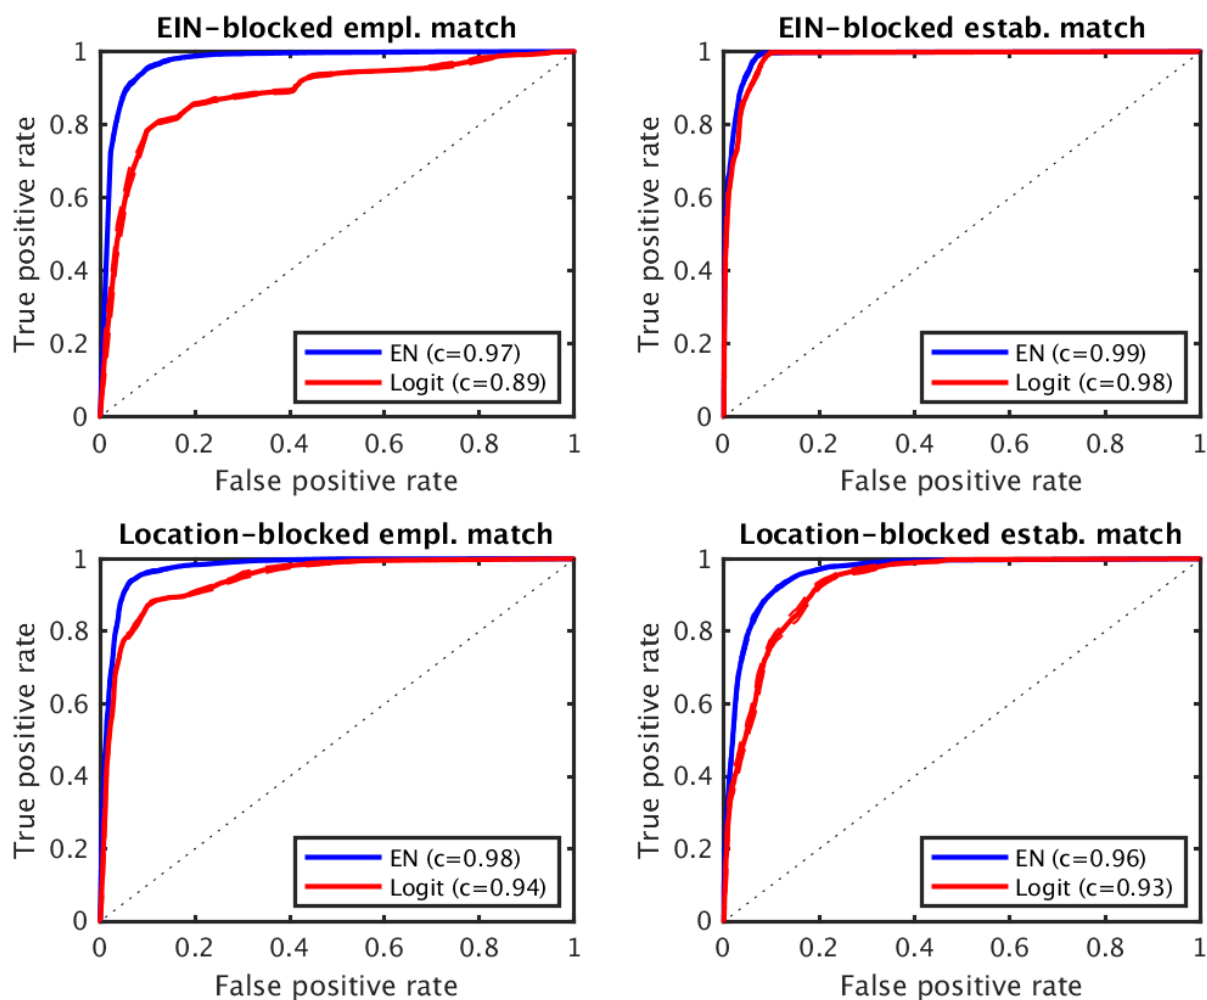 EIN-blocked empl. match
1
0.8
0.6
0.4
0.2
0
True positive rate
EN (c=0.97)
Logit (c=0.89)
0 0.2 0.4 0.6 0.8 1
False positive rate
EIN-blocked estab. match
1
0.8
0.6
0.4
0.2
0
True positive rate
EN (c=0.99)
Logit (c=0.98)
0 0.2 0.4 0.6 0.8 1
False positive rate
Location-blocked empl. match
1
0.8
0.6
0.4
0.2
0
True positive rate
EN (c=0.98)
Logit (c=0.94)
0 0.2 0.4 0.6 0.8 1
False positive rate
Location-blocked estab. match
1
0.8
0.6
0.4
0.2
0
True positive rate
EN (c=0.96)
Logit (c=0.93)
0 0.2 0.4 0.6 0.8 1
False positive rate